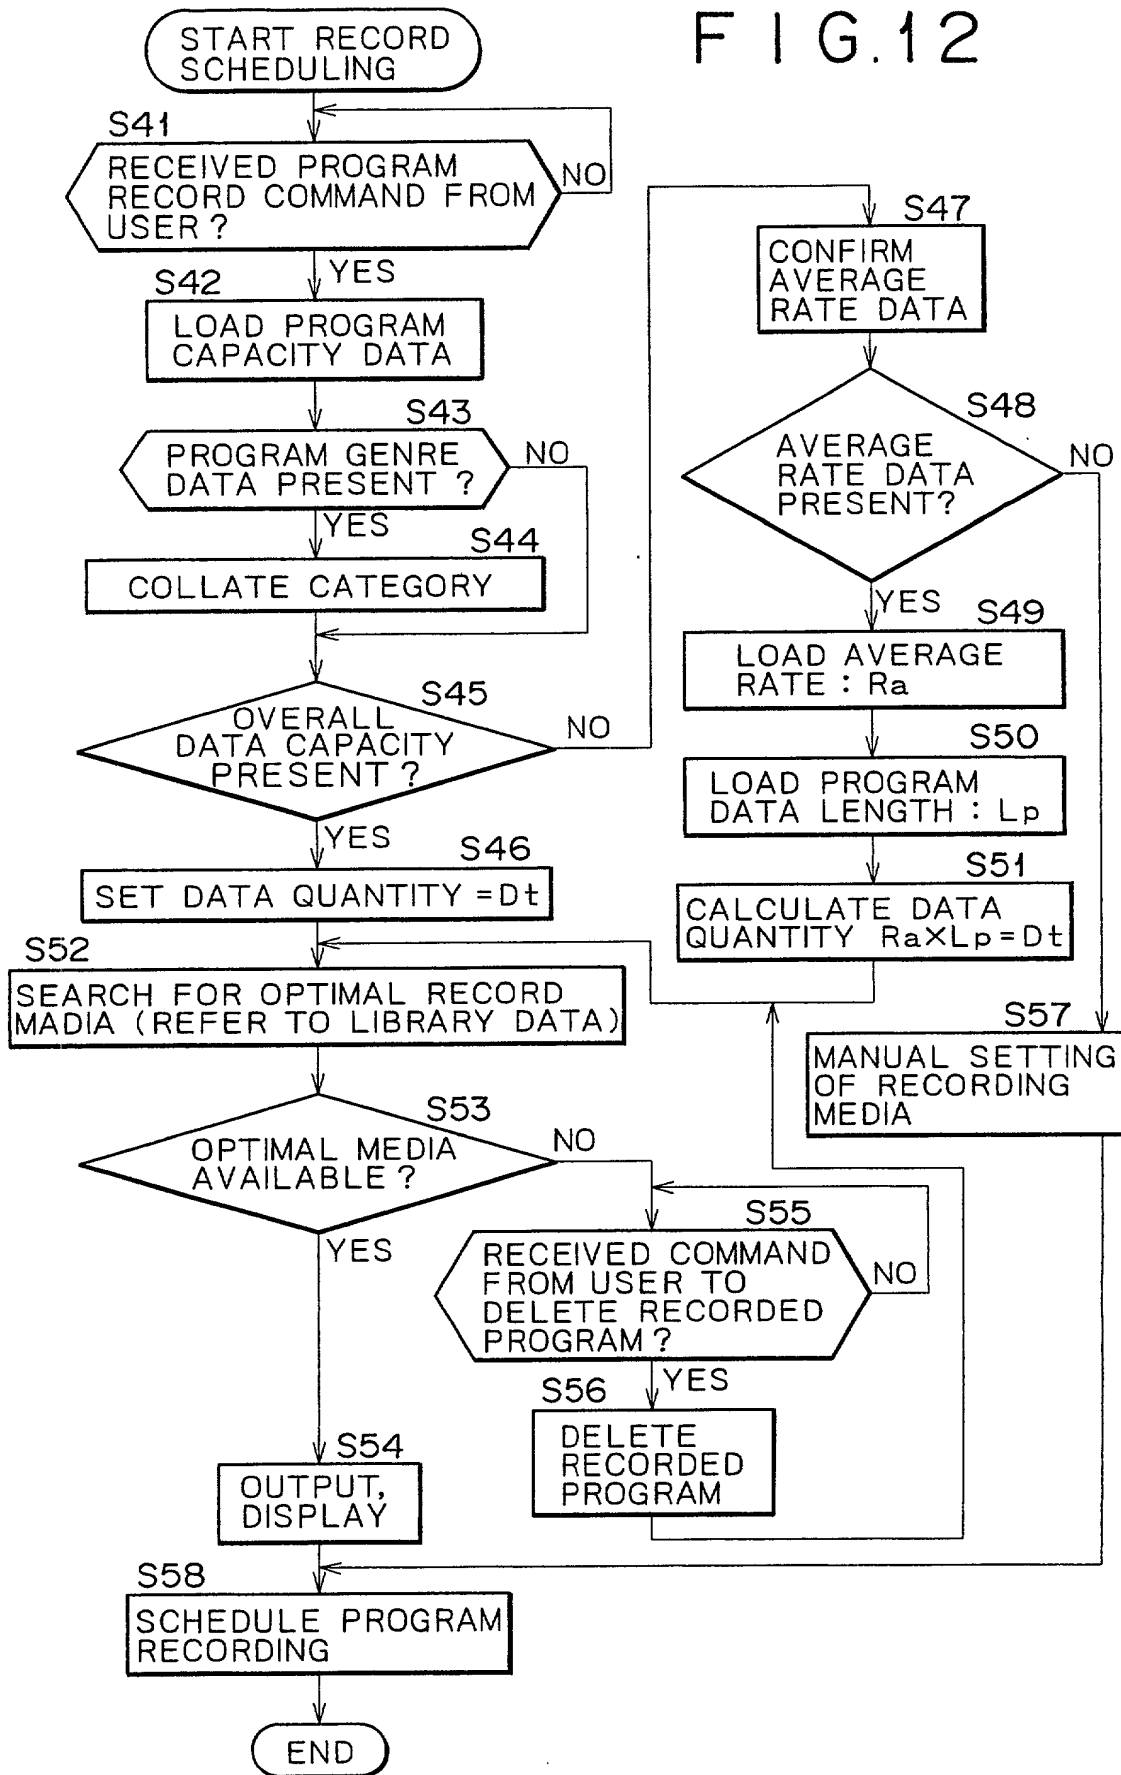 FIG.12
START RECORD
SCHEDULING
S41
RECEIVED PROGRAM
RECORD COMMAND FROM
USER?
NO
YES
S42
LOAD PROGRAM
CAPACITY DATA
S43
PROGRAM GENRE
DATA PRESENT?
NO
YES
S44
COLLATE CATEGORY
S45
OVERALL
DATA CAPACITY
PRESENT?
NO
YES
S46
SET DATA QUANTITY =Dt
S47
CONFIRM
AVERAGE
RATE DATA
S48
AVERAGE
RATE DATA
PRESENT?
NO
YES
S49
LOAD AVERAGE
RATE : Ra
S50
LOAD PROGRAM
DATA LENGTH : Lp
S51
CALCULATE DATA
QUANTITY Ra×Lp=Dt
S52
SEARCH FOR OPTIMAL RECORD
MADIA (REFER TO LIBRARY DATA)
S53
OPTIMAL MEDIA
AVAILABLE?
NO
YES
S54
OUTPUT,
DISPLAY
S55
RECEIVED COMMAND
FROM USER TO
DELETE RECORDED
PROGRAM?
NO
YES
S56
DELETE
RECORDED
PROGRAM
S57
MANUAL SETTING
OF RECORDING
MEDIA
S58
SCHEDULE PROGRAM
RECORDING
END